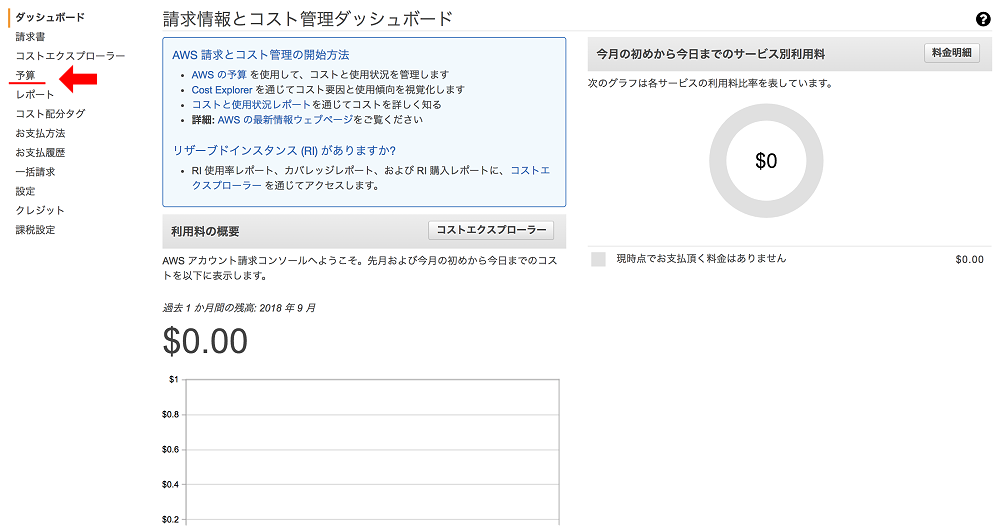 ダッシュボード
請求書
コストエクスプローラー
予算
レポート
コスト配分タグ
お支払方法
お支払履歴
一括請求
設定
クレジット
課税設定
請求情報とコスト管理ダッシュボード
?
AWS 請求とコスト管理の開始方法
• AWS の予算 を使用して、コストと使用状況を管理します
• Cost Explorer を通じてコスト要因と使用傾向を視覚化します
• コストと使用状況レポートを通じてコストを詳しく知る
• 詳細: AWS の最新情報ウェブページをご覧ください
リザーブドインスタンス (RI) がありますか?
• RI 使用率レポート、カバレッジレポート、および RI 購入レポートに、コストエ
クスプローラー を通じてアクセスします。
利用料の概要
コストエクスプローラー
AWS アカウント請求コンソールへようこそ。先月および今月の初めから今日までのコス
トを以下に表示します。
過去 1 か月間の残高: 2018 年 9 月
$0.00
$1
$0.8
$0.6
$0.4
$0.2
今月の初めから今日までのサービス別利用料
料金明細
次のグラフは各サービスの利用料比率を表しています。
$0
現時点でお支払頂く料金はありません
$0.00